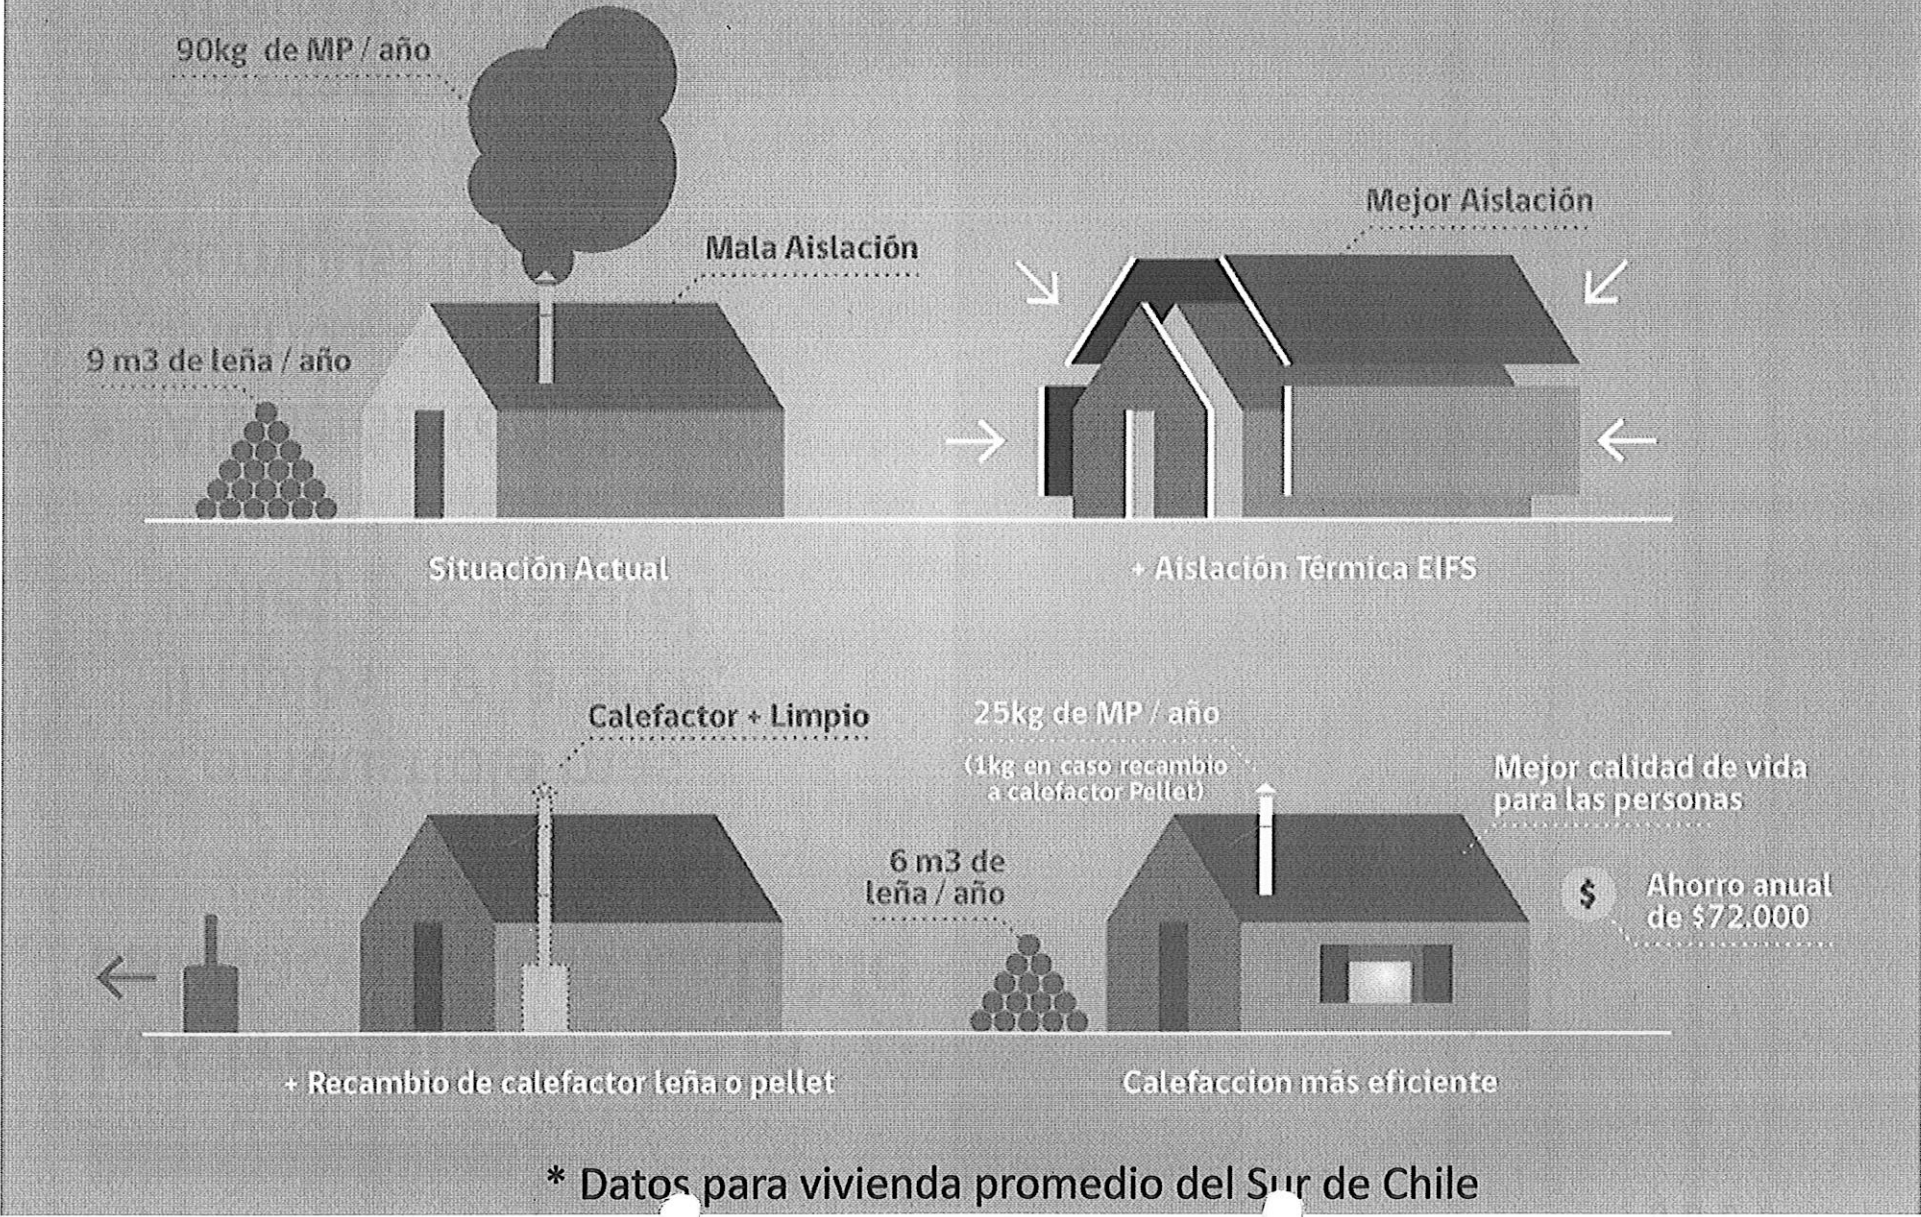 90kg de MP / año
Mala Aislación
9 m3 de leña / año
Situación Actual
Mejor Aislación
+ Aislación Térmica EIFS
Calefactor + Limpio
+ Recambio de calefactor leña o pellet
25kg de MP / año
(1kg en caso recambio
a calefactor Pellet)
6 m3 de
leña / año
Mejor calidad de vida
para las personas
$
Ahorro anual
de $72.000
Calefaccion más eficiente
* Datos para vivienda promedio del Sur de Chile